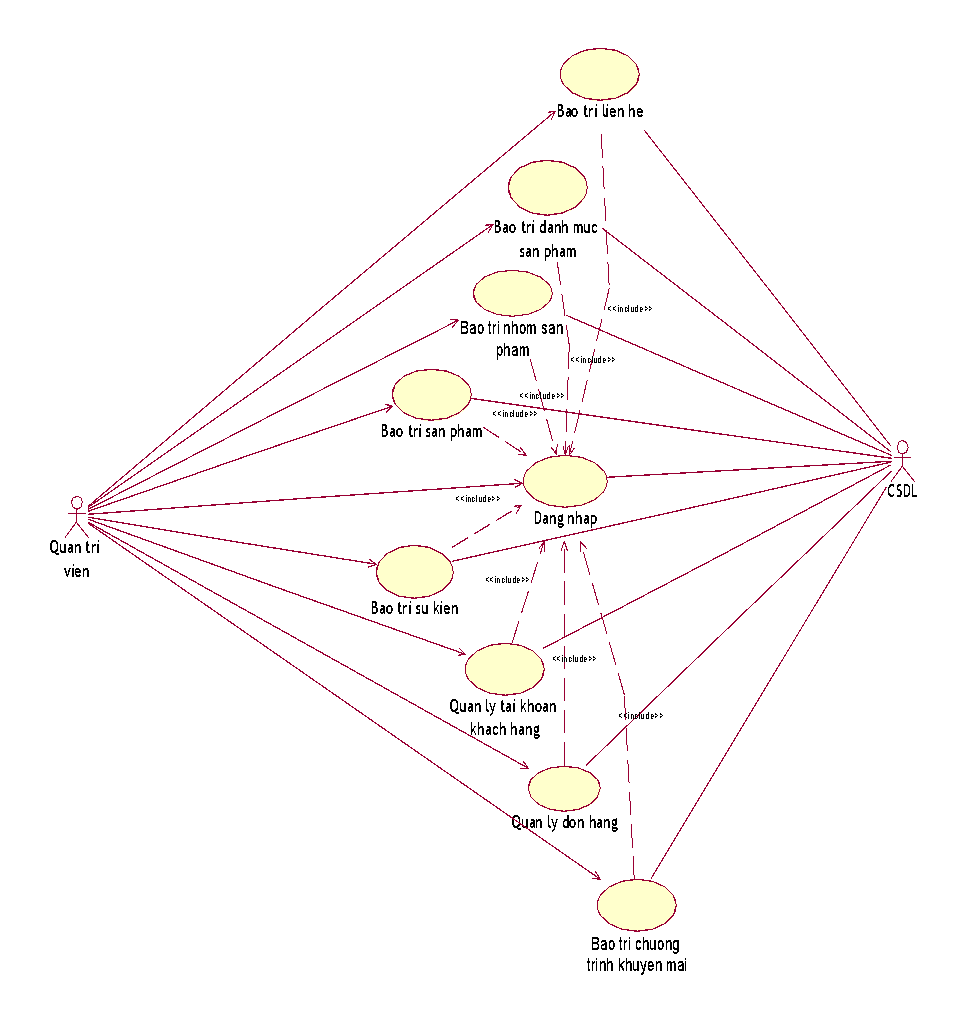 Bao tri lien he
Bao tri danh muc
san pham
Bao tri nhom san
pham
<<include>>
<<include>>
<<include>>
<<include>>
Bao tri san pham
Dang nhap
<<include>>
CSDL
Quan tri
vien
Bao tri su kien
<<include>>
Quan ly tai khoan
khach hang
<<include>>
<<include>>
Quan ly don hang
Bao tri chuong
trinh khuyen mai